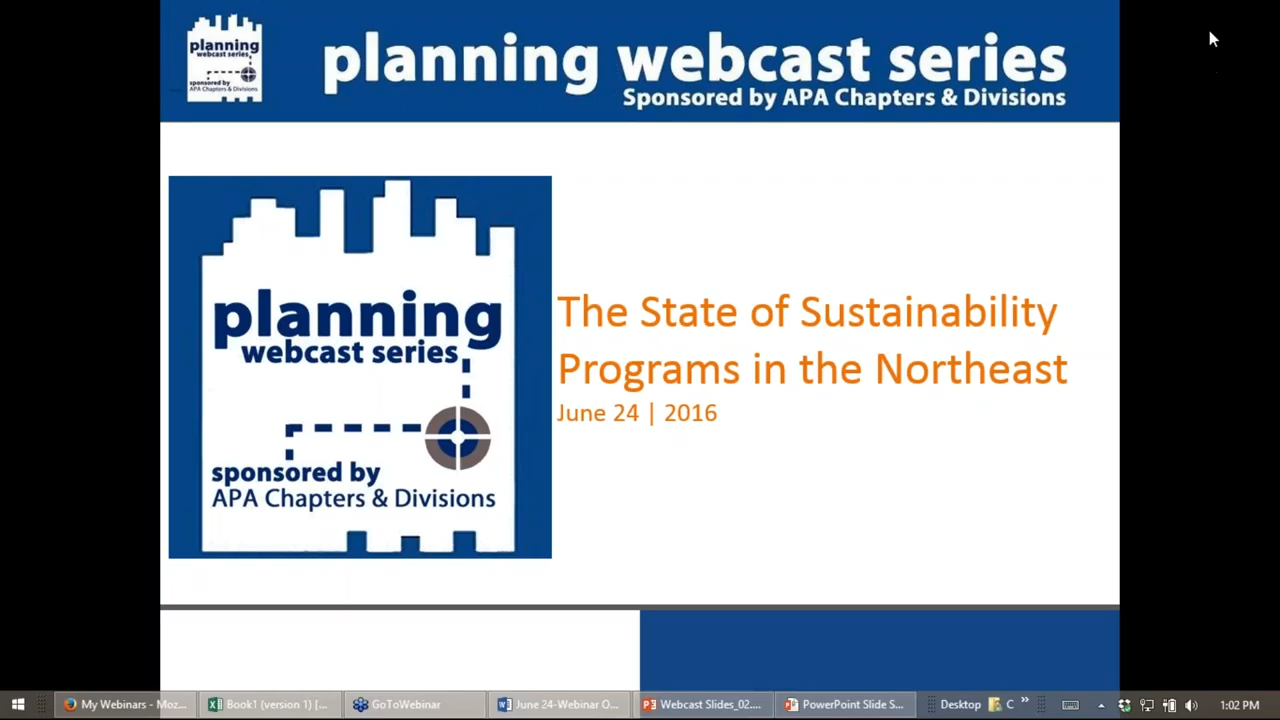 planning
webcast series
sponsored by
APA Chapters & Divisions
planning webcast series
Sponsored by APA Chapters & Divisions
planning
webcast series
sponsored by
APA Chapters & Divisions
The State of Sustainability
Programs in the Northeast
June 24 | 2016
My Webinars - Moz...
Book1 (version 1) [...
GoToWebinar
June 24-Webinar O...
Webcast Slides_02....
PowerPoint Slide S...
Desktop
C
1:02 PM